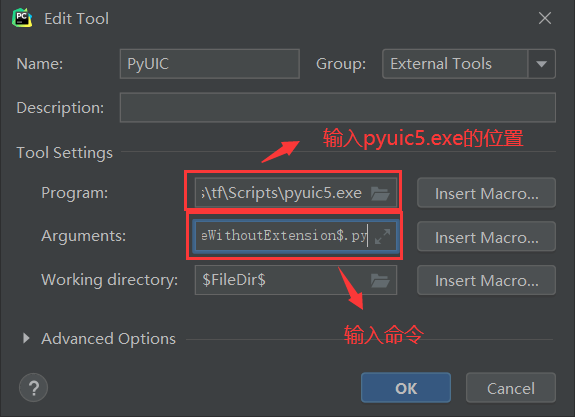 PC
Edit Tool
Name:
PyUIC
Group:
External Tools
Description:
输入pyuic5.exe的位置
Tool Settings
Program:
\tf\Scripts\pyuic5.exe
Insert Macro...
Arguments:
eWithoutExtension$.py
Insert Macro...
Working directory:
$FileDir$
Insert Macro...
输入命令
Advanced Options
?
OK
Cancel